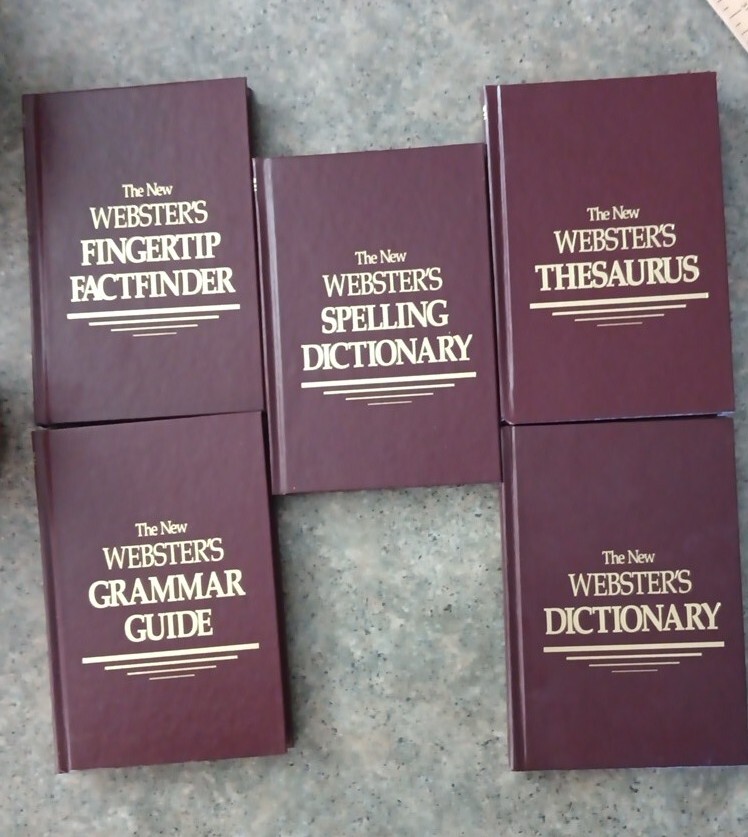 The New
WEBSTER'S
FINGERTIP
FACTFINDER
The New
WEBSTER'S
SPELLING
DICTIONARY
The New
WEBSTER'S
THESAURUS
The New
WEBSTER'S
GRAMMAR
GUIDE
The New
WEBSTER'S
DICTIONARY